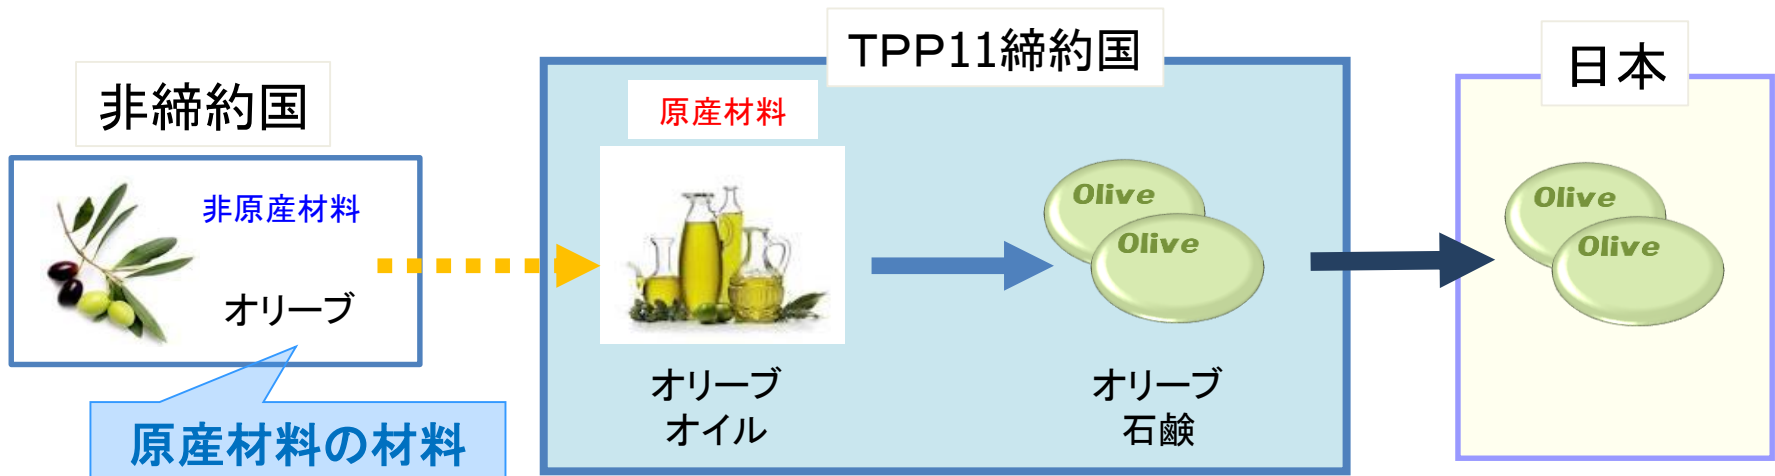 非締約国
非原産材料
オリーブ
原産材料の材料
TPP11締約国
原産材料
オリーブ
オイル
Olive
Olive
オリーブ
石鹸
日本
Olive
Olive